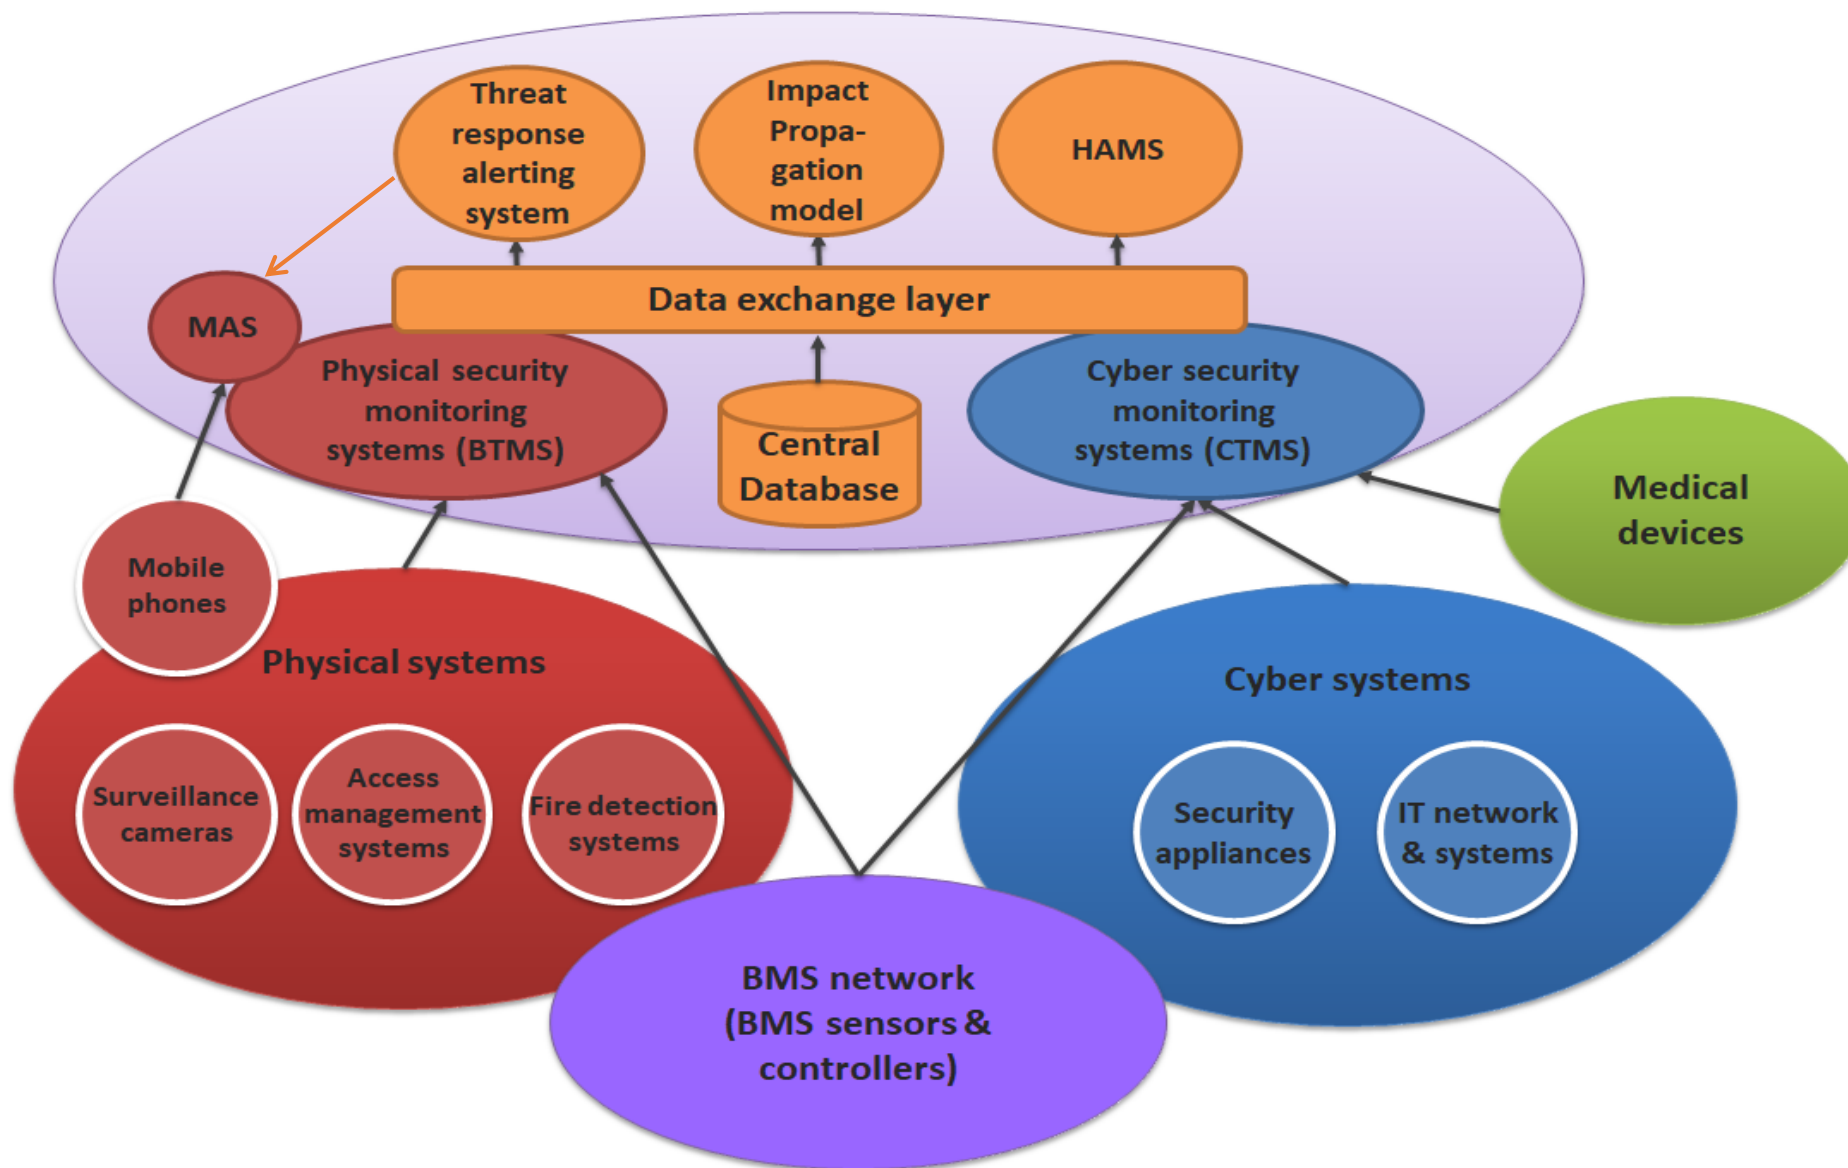 Threat
response
alerting
system
Impact
Propa-
gation
model
HAMS
Data exchange layer
MAS
Physical security
monitoring
systems (BTMS)
Central
Database
Cyber security
monitoring
systems (CTMS)
Medical
devices
Mobile
phones
Physical systems
Surveillance
cameras
Access
management
systems
Fire detection
systems
Cyber systems
Security
appliances
IT network
& systems
BMS network
(BMS sensors &
controllers)